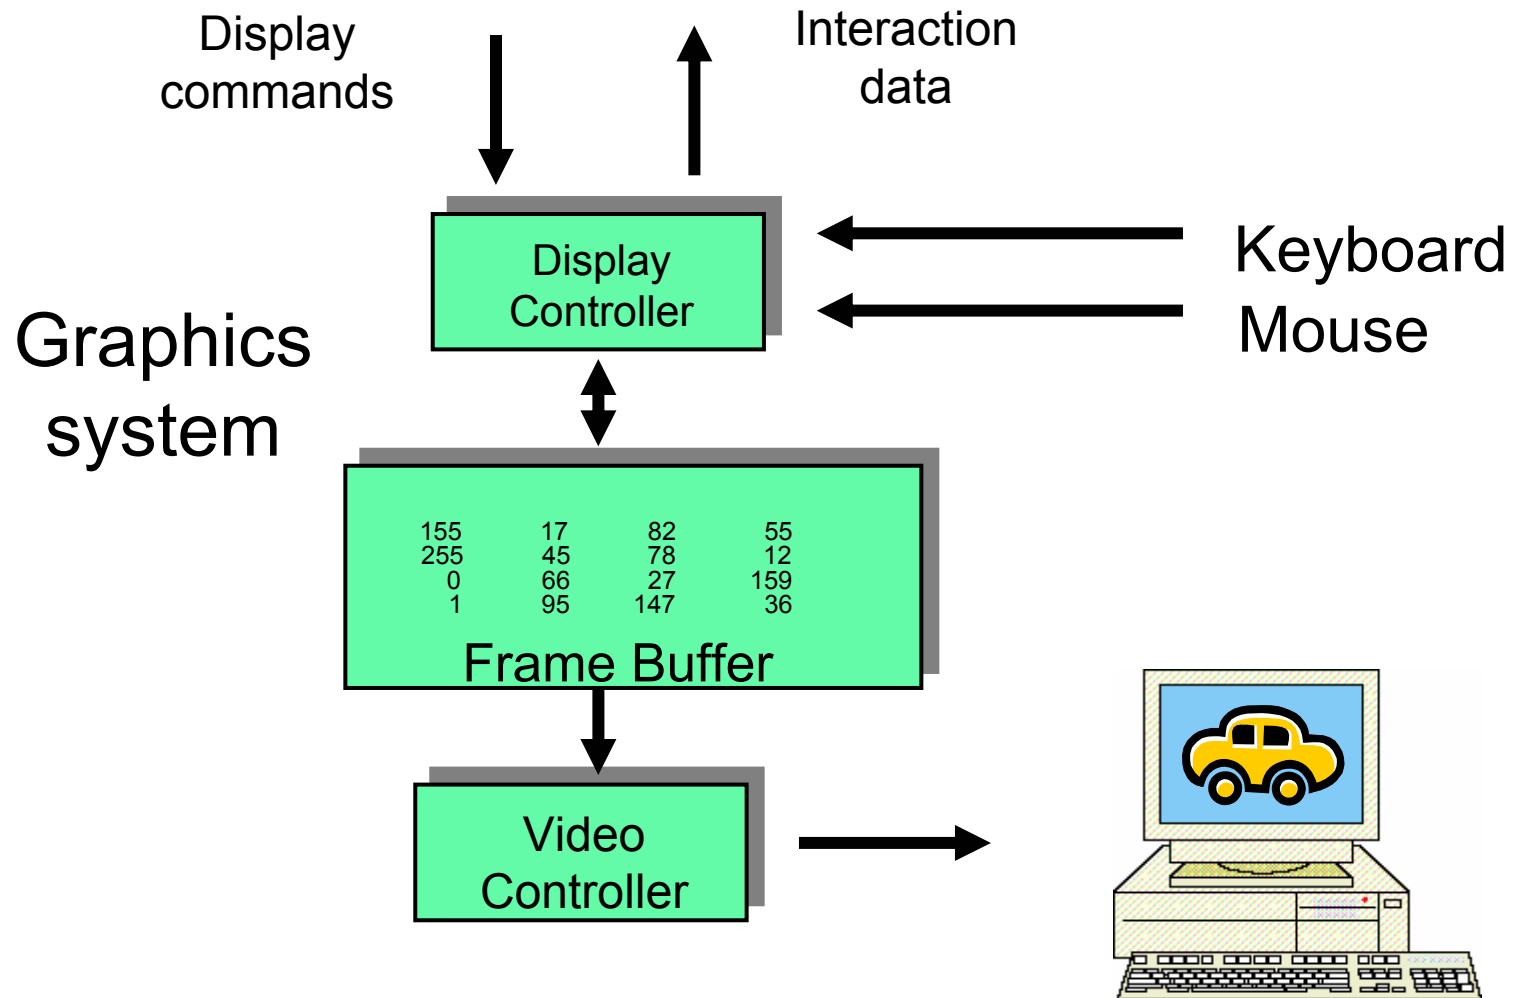 Display
commands
Interaction
data
Display
Controller
Keyboard
Mouse
Graphics
system
155 17 82 55
255 45 78 12
0 66 27 159
1 95 147 36
Frame Buffer
Video
Controller